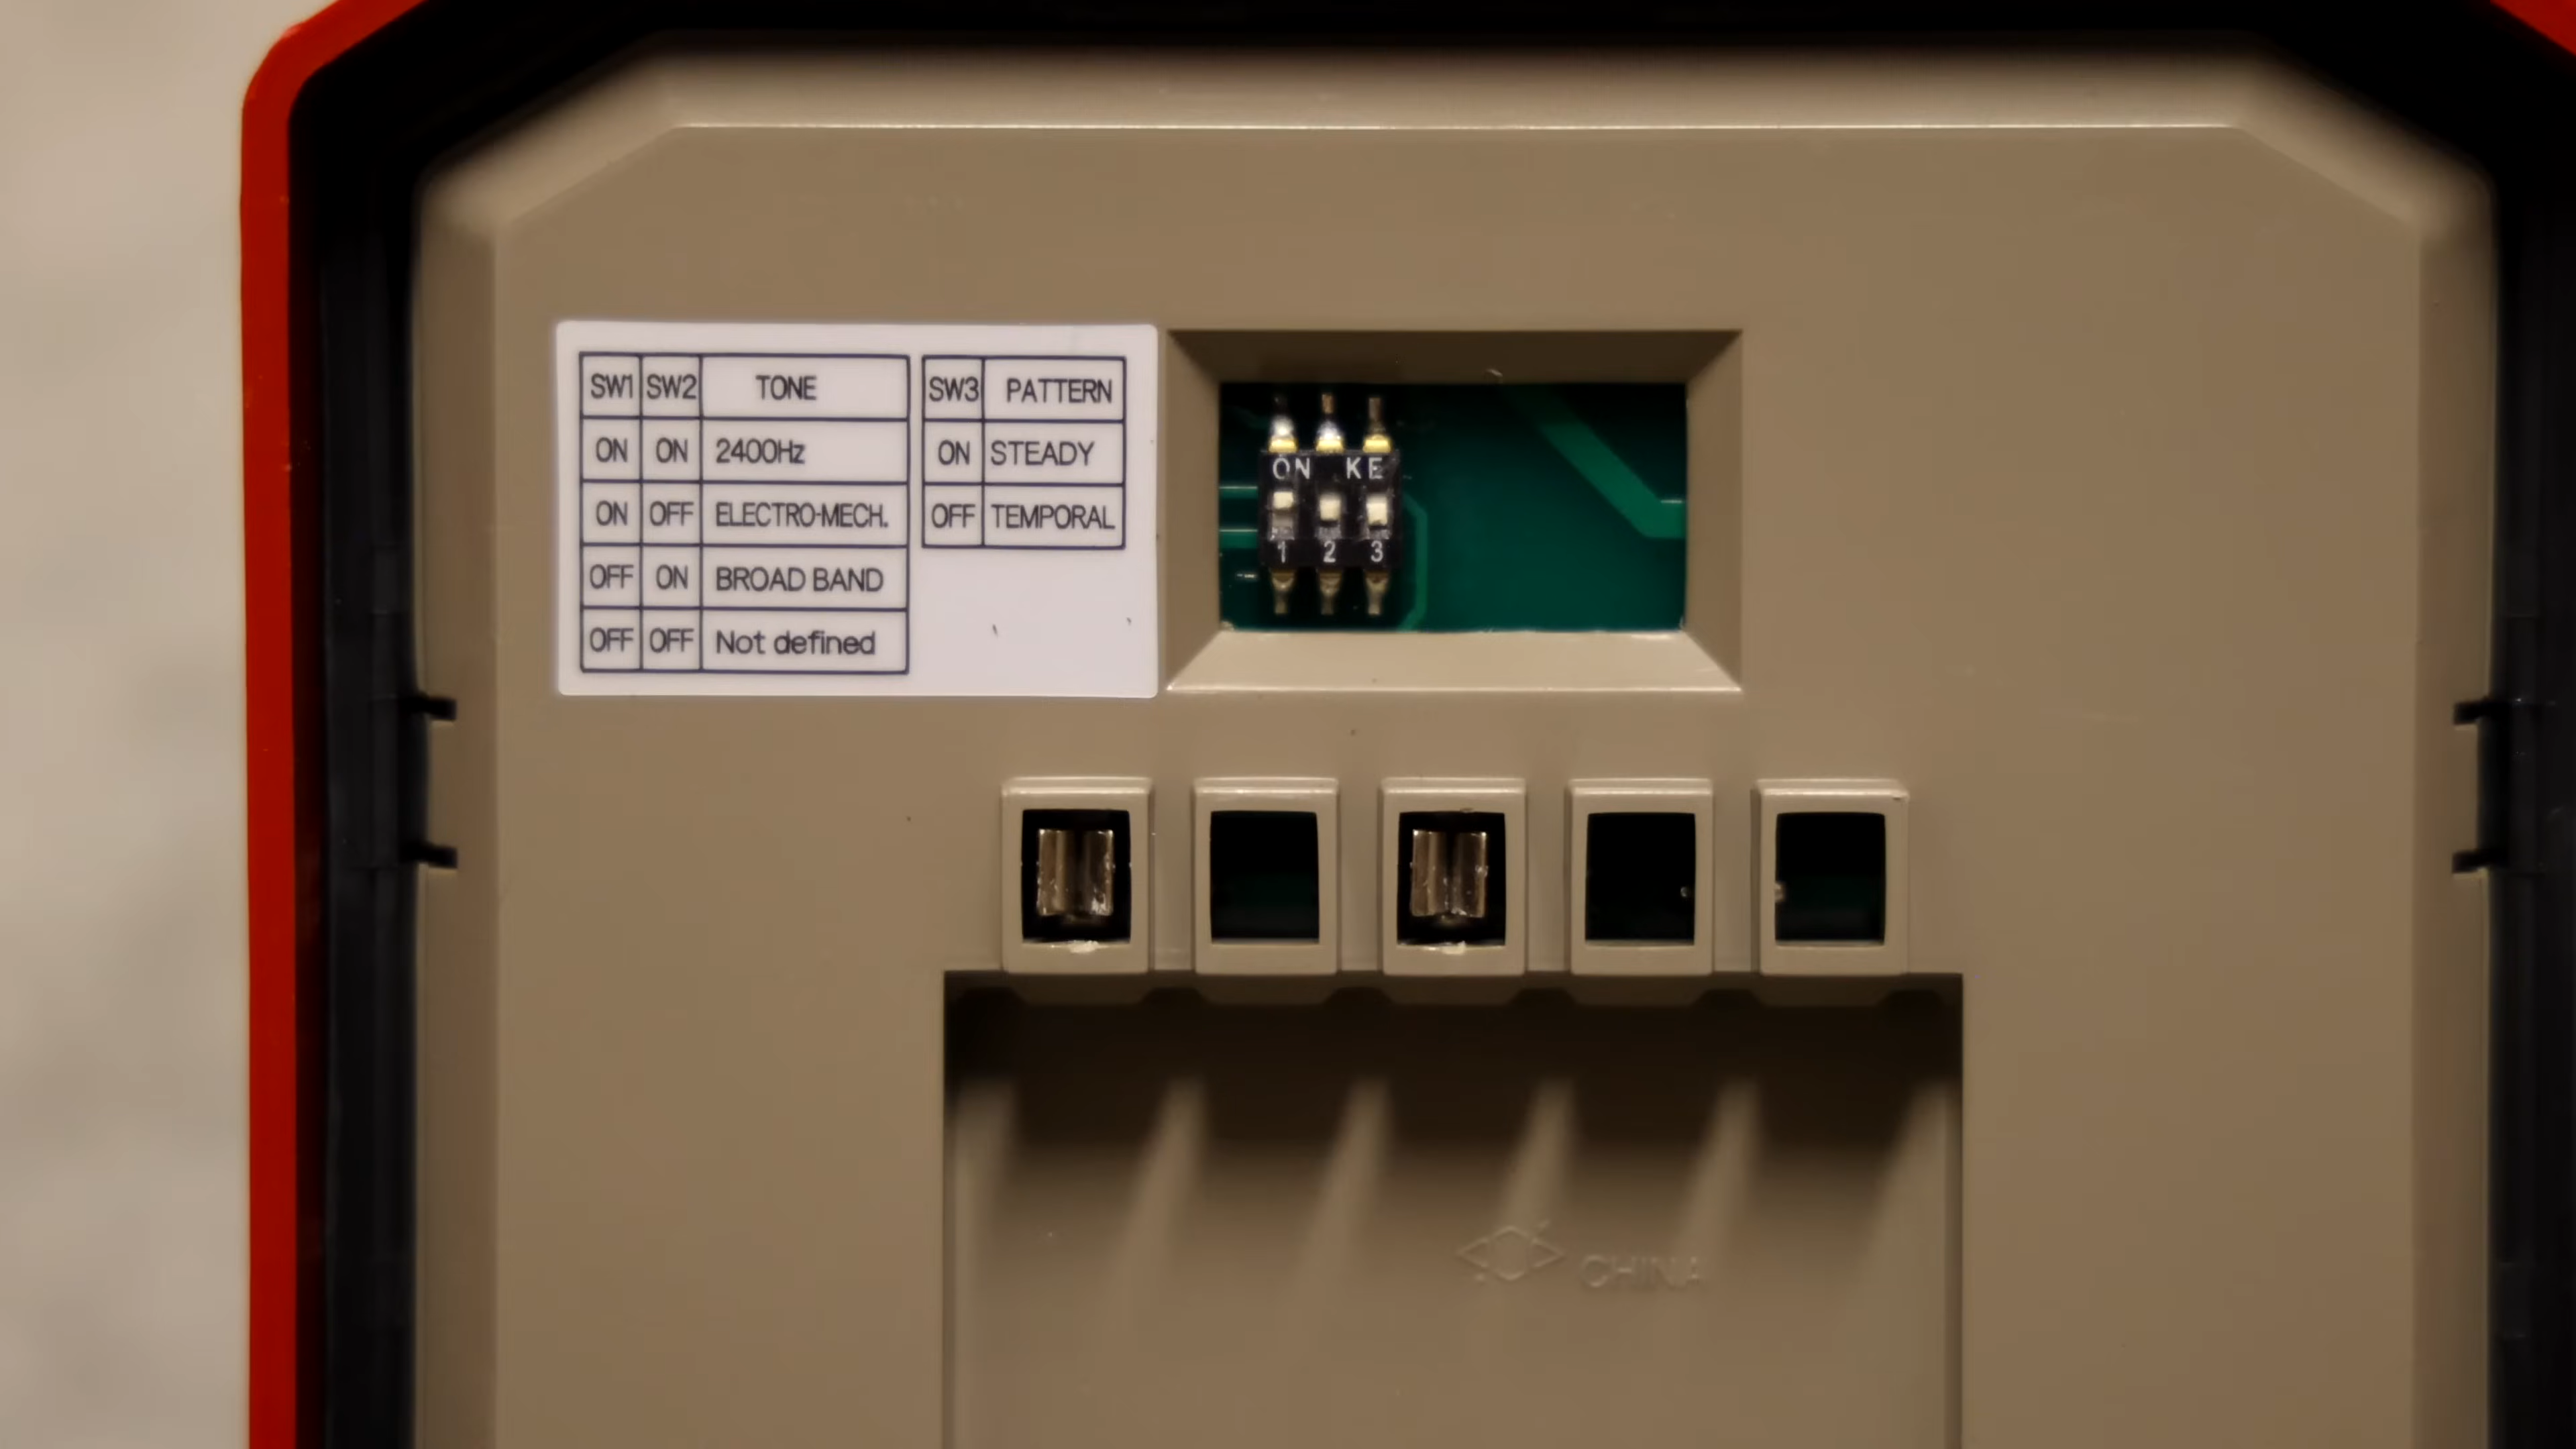 SW1 SW2 TONE
ON ON 2400Hz
ON OFF ELECTRO-MECH.
OFF ON BROAD BAND
OFF OFF Not defined
SW3 PATTERN
ON STEADY
OFF TEMPORAL
ON KE
1 2 3
CHINA